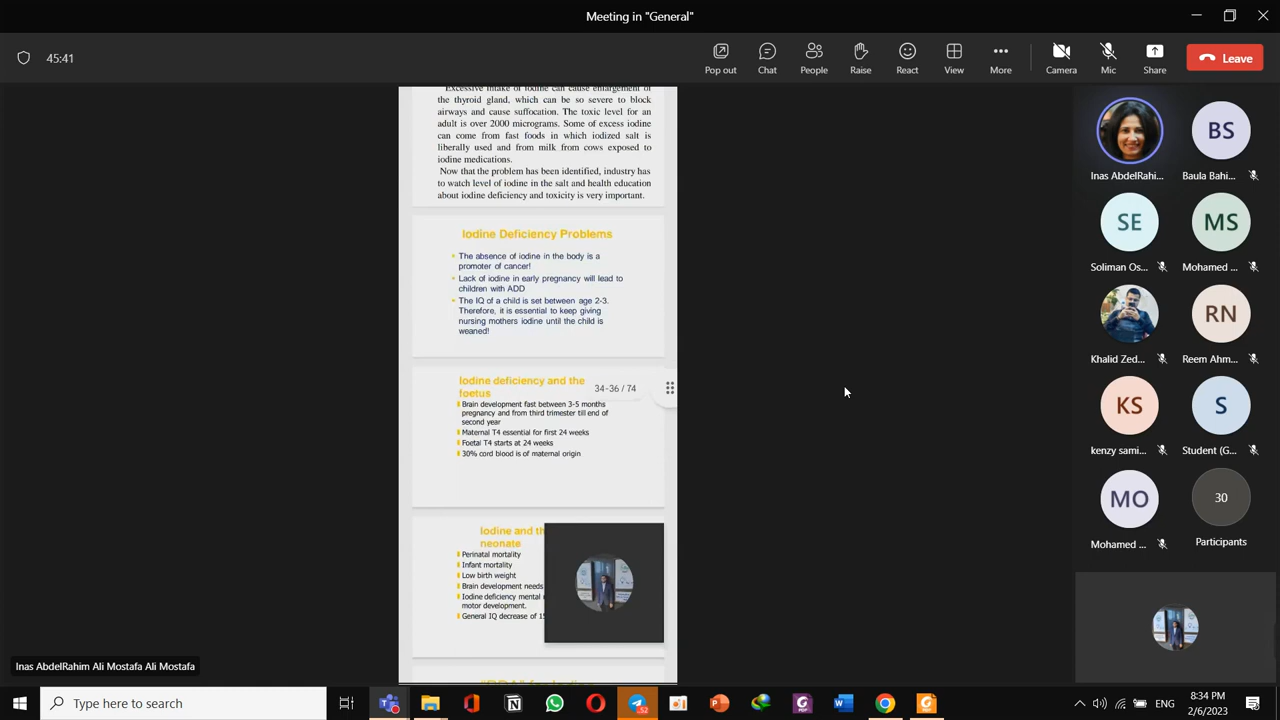 Meeting in "General"
45:41
Pop out
Chat
People
Raise
React
View
More
Camera
Mic
Share
Leave
Excessive intake of iodine can cause enlargement of
the thyroid gland, which can be so severe to block
airways and cause suffocation. The toxic level for an
adult is over 2000 micrograms. Some of excess iodine
can come from fast foods in which iodized salt is
liberally used and from milk from cows exposed to
iodine medications.
Now that the problem has been identified, industry has
to watch level of iodine in the salt and health education
about iodine deficiency and toxicity is very important.
Iodine Deficiency Problems
The absence of iodine in the body is a
promoter of cancer!
Lack of iodine in early pregnancy will lead to
children with ADD
The IQ of a child is set between age 2-3.
Therefore, it is essential to keep giving
nursing mothers iodine until the child is
weaned!
Iodine deficiency and the
foetus
34-36 / 74
Brain development fast between 3-5 months
pregnancy and from third trimester till end of
second year
Maternal T4 essential for first 24 weeks
Foetal T4 starts at 24 weeks
30% cord blood is of maternal origin
Iodine and th
neonate
Perinatal mortality
Infant mortality
Low birth weight
Brain development needs
Iodine deficiency mental
motor development.
General IQ decrease of 1
Inas AbdelRahi...
BS
Baula Bahi...
SE
Soliman Os...
MS
Mohamed ...
Khalid Zed...
RN
Reem Ahm...
KS
kenzy sami...
S
Student (G...
MO
Mohamed ...
30
Participants
Inas AbdelRahim Ali Mostafa Ali Mostafa
Type here to search
52
8:34 PM
2/6/2023